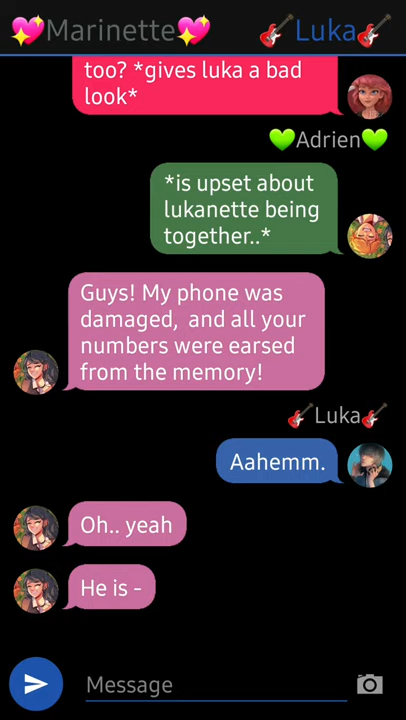 💖Marinette💖 🎸Luka🎸
too? *gives luka a bad
look*
💚Adrien💚
*is upset about
lukanette being
together..*
Guys! My phone was
damaged, and all your
numbers were earsed
from the memory!
🎸Luka🎸
Aahemm.
Oh.. yeah
He is -
Message